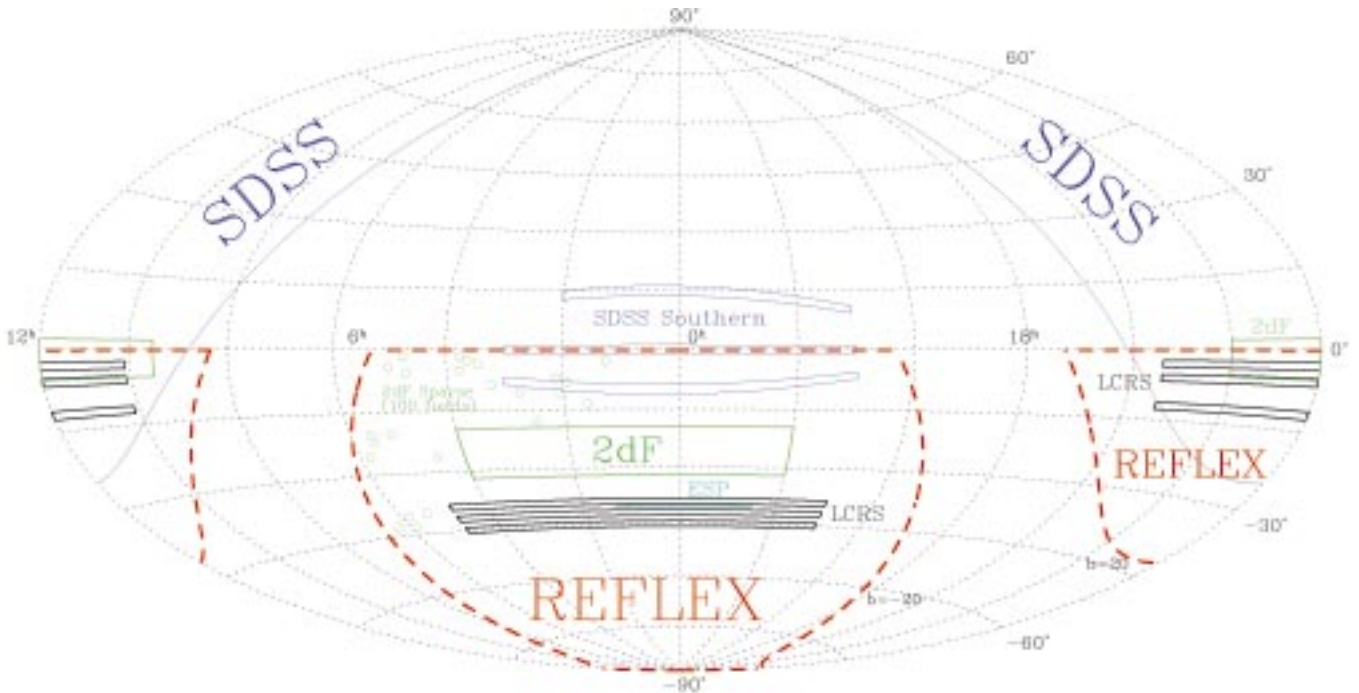 90°
60°
SDSS
SDSS
30°
SDSS Southern
12ʰ
6ʰ
0ʰ
18ʰ
2dF
0°
2dF Sparse
(100 fields)
LCRS
2dF
REFLEX
ESP
LCRS
-30°
b=20
REFLEX
b=-20
-60°
-90°